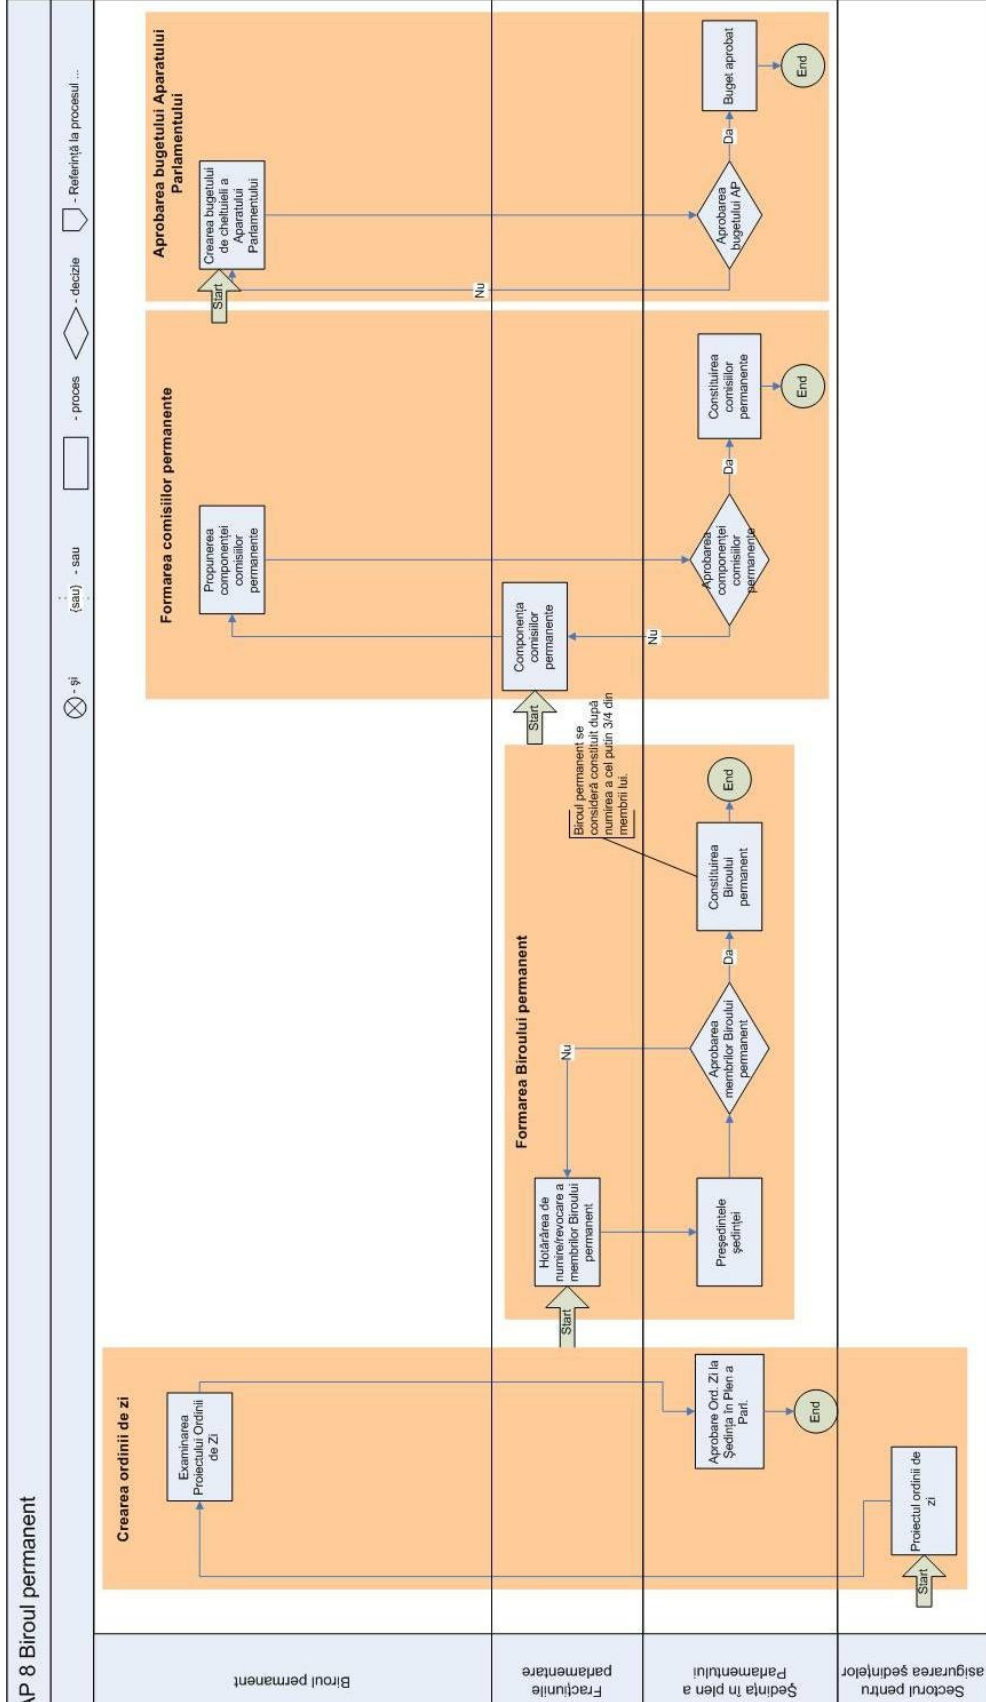 AP 8 Biroul permanent
- și
{sau}
- sau
- proces
- decizie
- Referință la procesul ...
Biroul permanent
Fracțiunile
parlamentare
Ședința în plen a
Parlamentului
Sectorul pentru
asigurarea ședințelor
Crearea ordinii de zi
Examinarea
Proiectului Ordinii
de Zi
Aprobare Ord. Zi la
Ședința în Plen a
Parl.
End
Proiectul ordinii de
zi
Start
Formarea Biroului permanent
Start
Hotărârea de
numire/revocare a
membrilor Biroului
permanent
Nu
Președintele
ședinței
Aprobarea
membrilor Biroului
permanent
Da
Constituirea
Biroului
permanent
End
Biroul permanent se
consideră constituit după
numirea a cel putin 3/4 din
membrii lui.
Formarea comisiilor permanente
Propunerea
componenței
comisiilor
permanente
Start
Componența
comisiilor
permanente
Nu
Aprobarea
componenței
comisiilor
permanente
Da
Constituirea
comisiilor
permanente
End
Aprobarea bugetului Aparatului
Parlamentului
Start
Crearea bugetului
de cheltuieli a
Aparatului
Parlamentului
Nu
Aprobarea
bugetului AP
Da
Buget aprobat
End